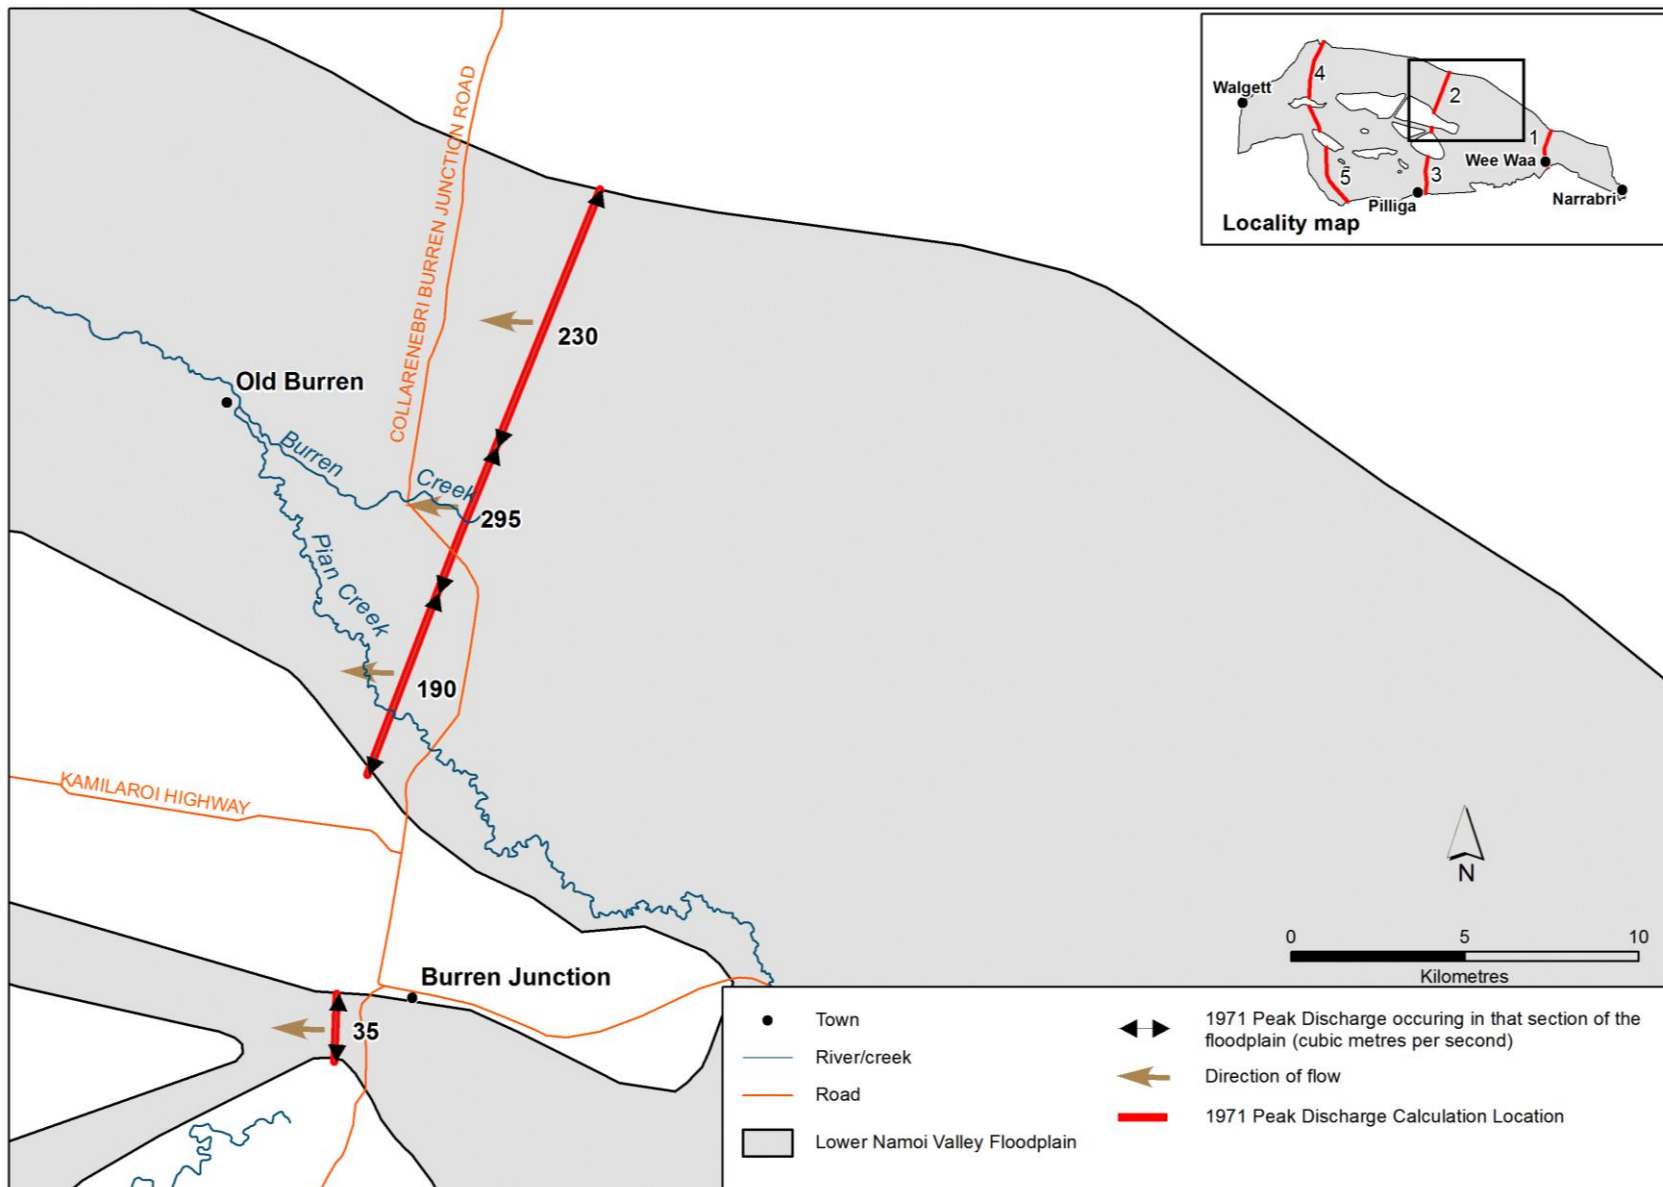 COLLARENEBRI BURREN JUNCTION ROAD
4
2
Walgett
1
Wee Waa
5
3
Pilliga
Narrabri
Locality map
230
Old Burren
Burren
Creek
295
Pian Creek
190
KAMILAROI HIGHWAY
N
0 5 10
Kilometres
Burren Junction
35
Town
River/creek
Road
Lower Namoi Valley Floodplain
1971 Peak Discharge occuring in that section of the
floodplain (cubic metres per second)
Direction of flow
1971 Peak Discharge Calculation Location